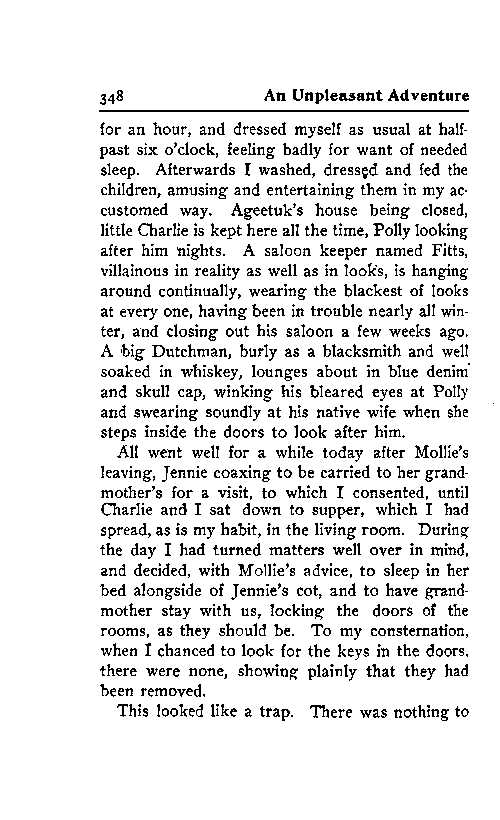 348 An Unpleasant Adventure
for an hour, and dressed myself as usual at half-
past six o'clock, feeling badly for want of needed
sleep. Afterwards I washed, dressed and fed the
children, amusing and entertaining them in my ac-
customed way. Ageetuk's house being closed,
little Charlie is kept here all the time, Polly looking
after him nights. A saloon keeper named Fitts,
villainous in reality as well as in looks, is hanging
around continually, wearing the blackest of looks
at every one, having been in trouble nearly all win-
ter, and closing out his saloon a few weeks ago.
A big Dutchman, burly as a blacksmith and well
soaked in whiskey, lounges about in blue denim
and skull cap, winking his bleared eyes at Polly
and swearing soundly at his native wife when she
steps inside the doors to look after him.
All went well for a while today after Mollie's
leaving, Jennie coaxing to be carried to her grand-
mother's for a visit, to which I consented, until
Charlie and I sat down to supper, which I had
spread, as is my habit, in the living room. During
the day I had turned matters well over in mind,
and decided, with Mollie's advice, to sleep in her
bed alongside of Jennie's cot, and to have grand-
mother stay with us, locking the doors of the
rooms, as they should be. To my consternation,
when I chanced to look for the keys in the doors,
there were none, showing plainly that they had
been removed.
This looked like a trap. There was nothing to